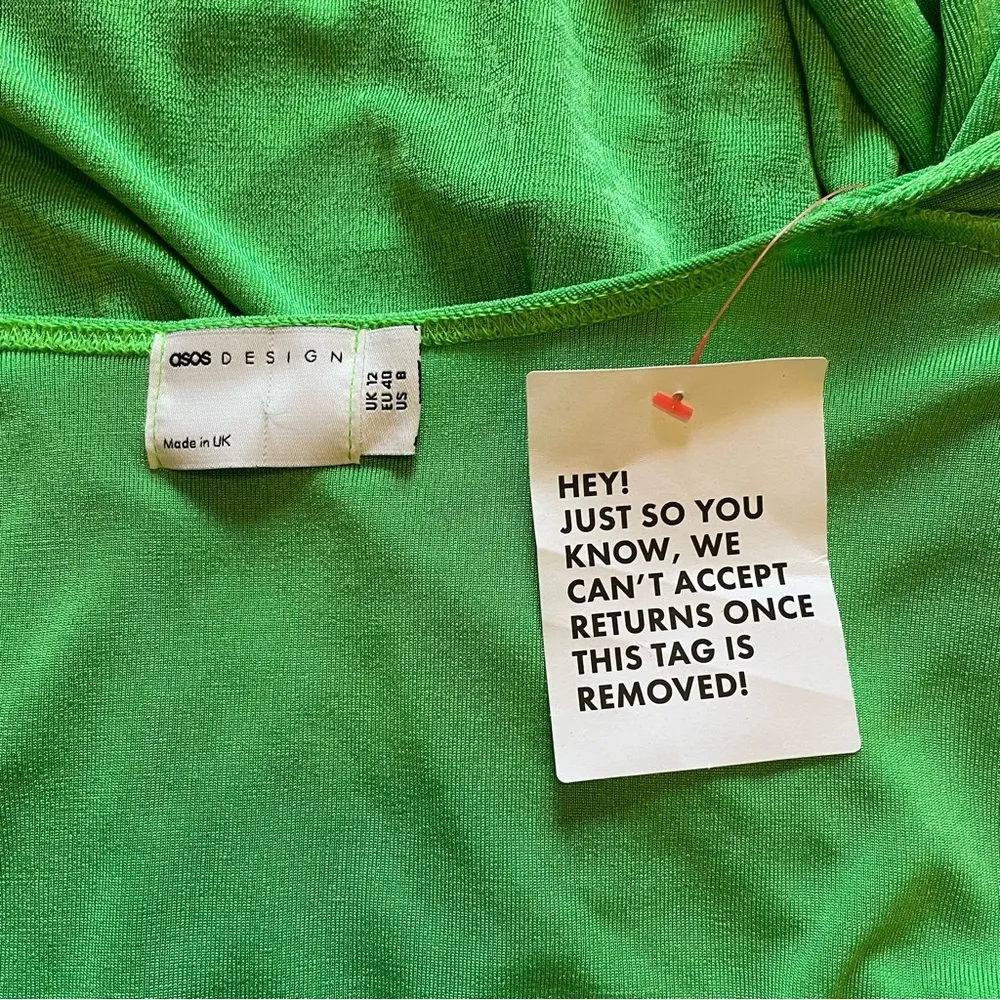 asos DESIGN
Made in UK
UK 12
EU 40
US 8
HEY!
JUST SO YOU
KNOW, WE
CAN'T ACCEPT
RETURNS ONCE
THIS TAG IS
REMOVED!